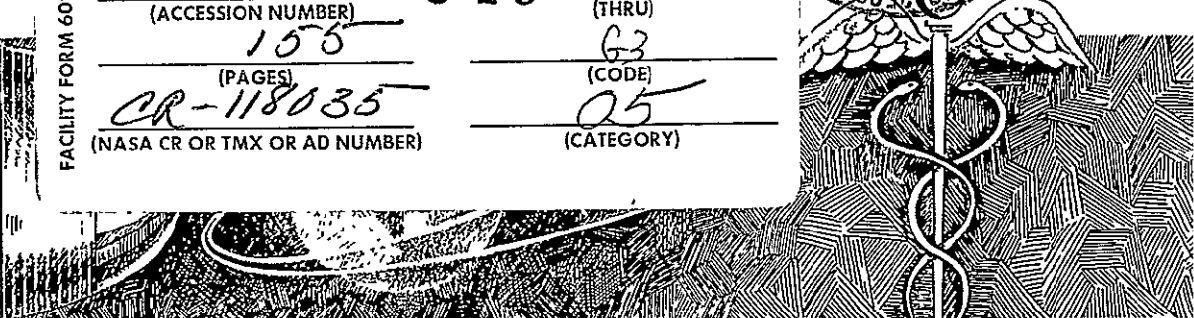 FACILITY FORM 60
(ACCESSION NUMBER) (THRU)
155 G3
(PAGES) (CODE)
CR-118035 05
(NASA CR OR TMX OR AD NUMBER) (CATEGORY)